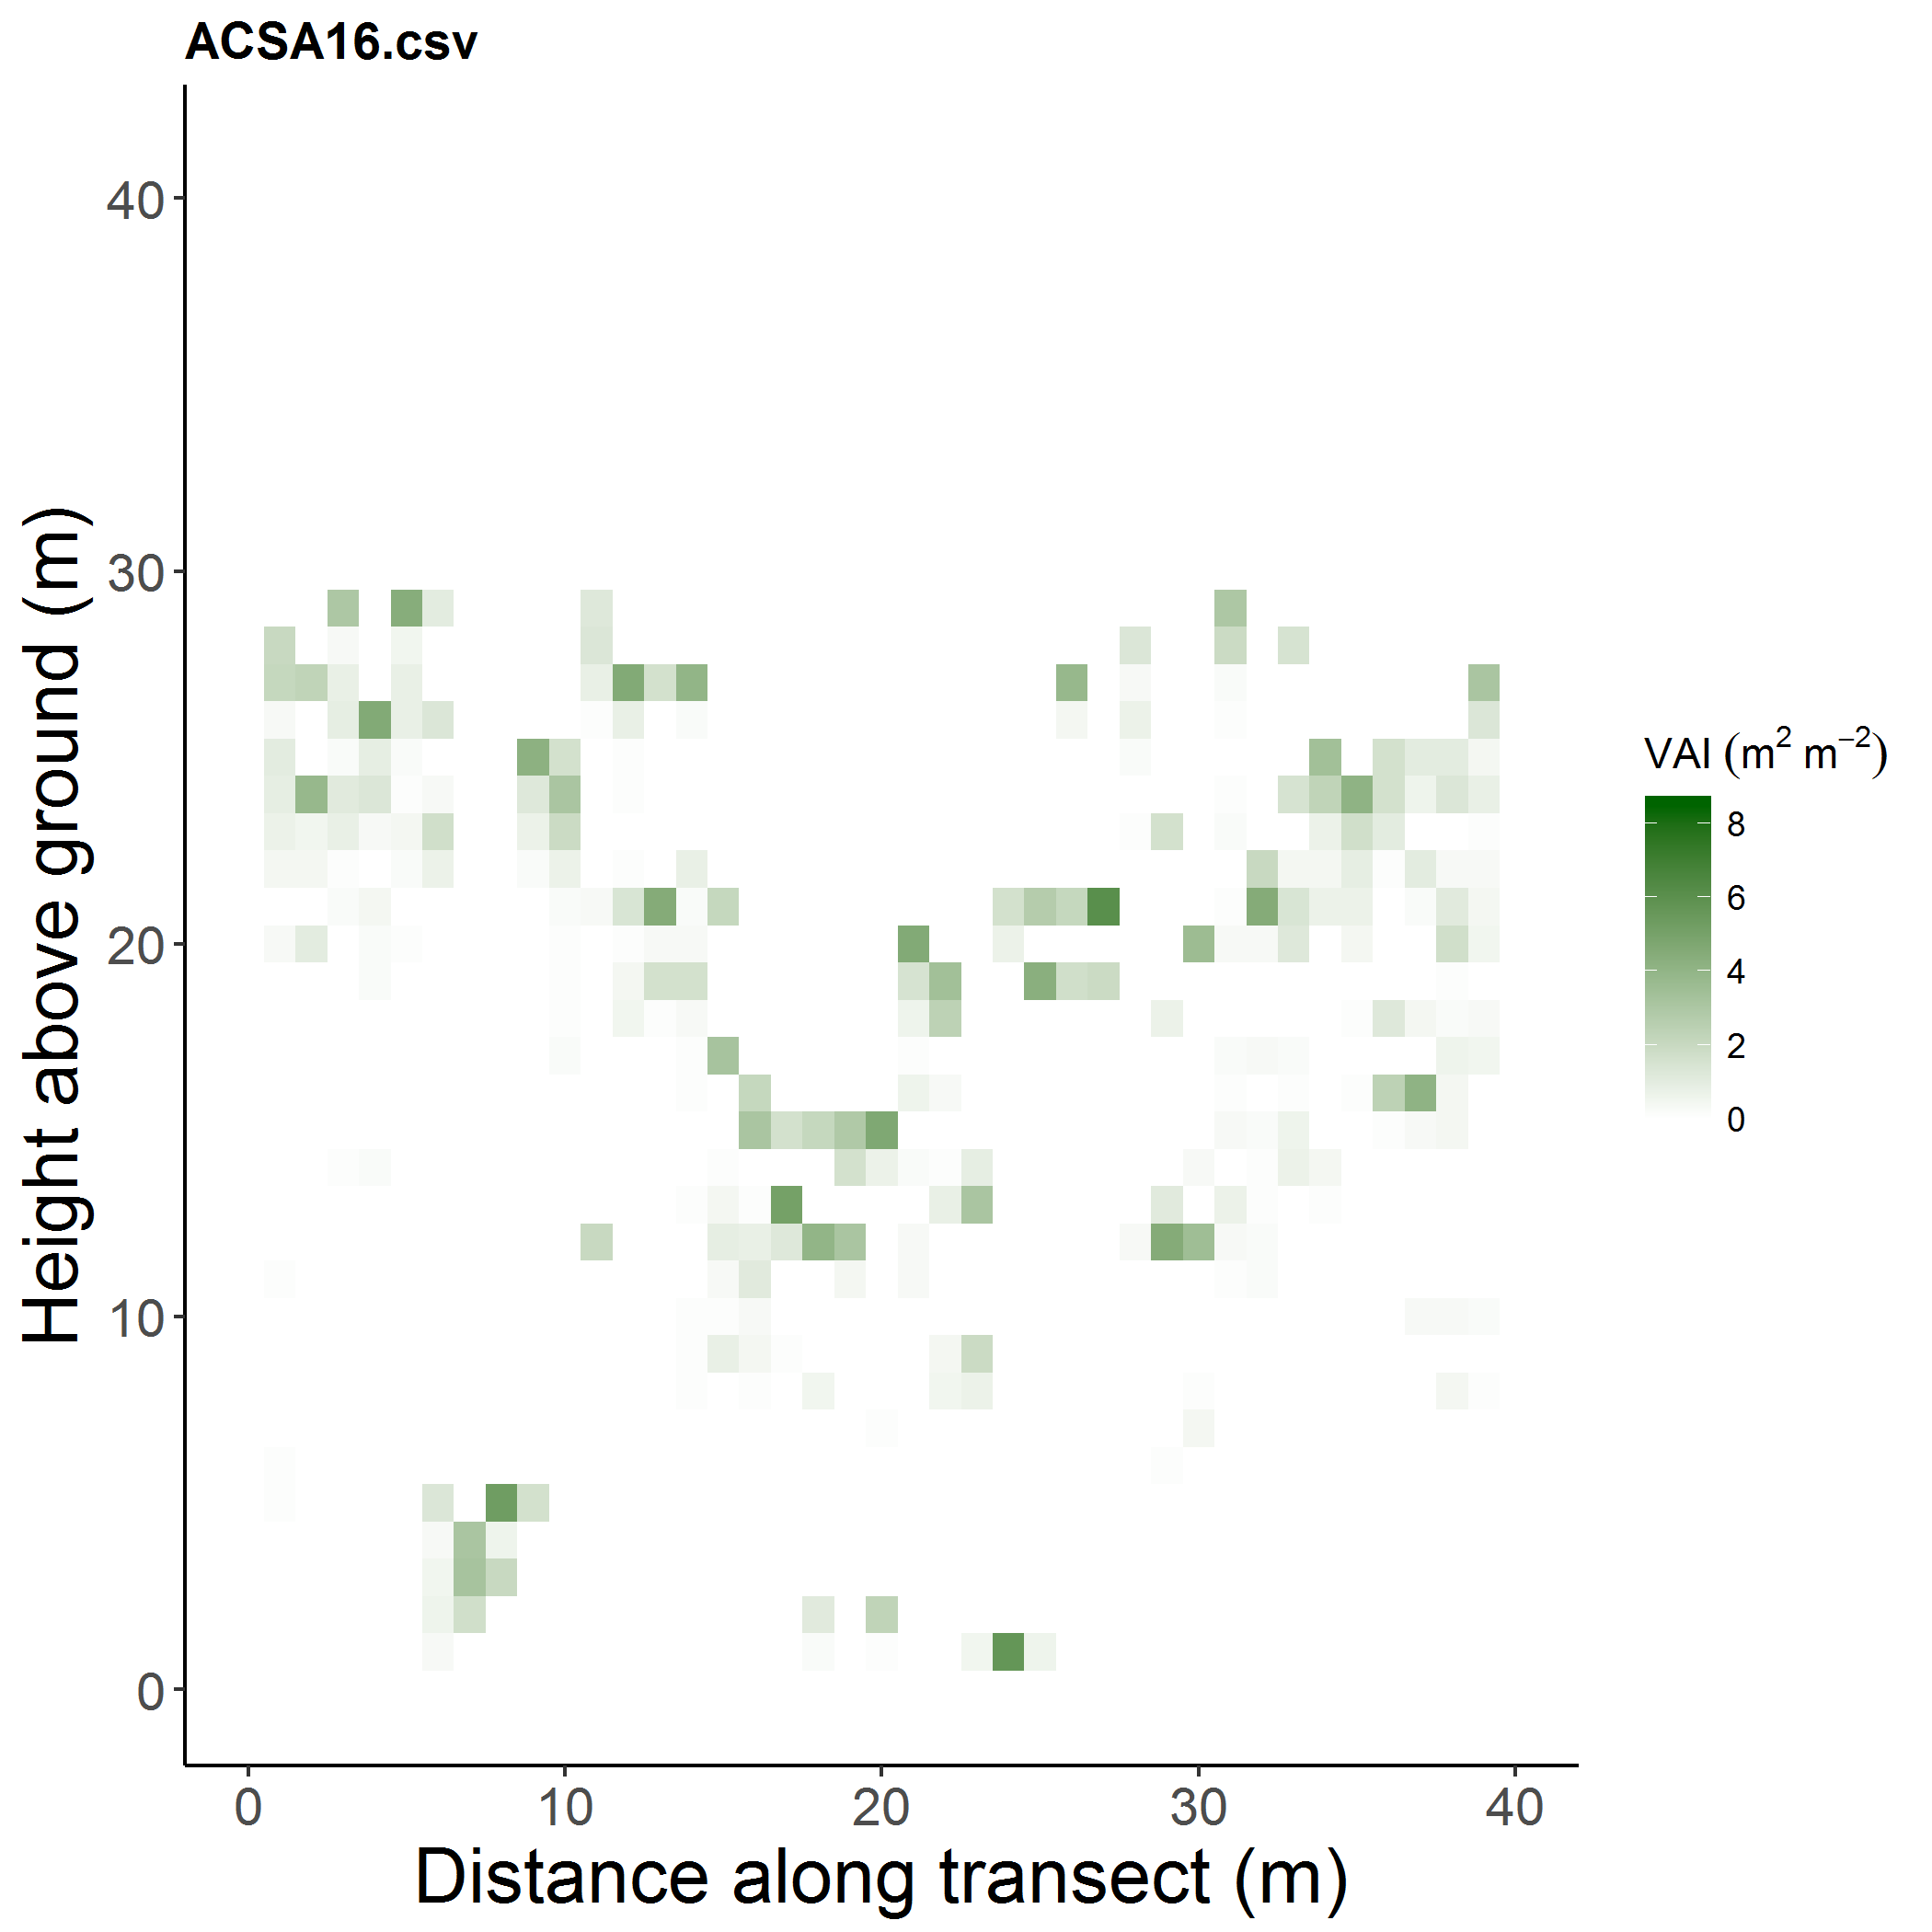 ACSA16.csv
40
30
20
10
0
Height above ground (m)
0 10 20 30 40
Distance along transect (m)
VAI (m² m⁻²)
8
6
4
2
0